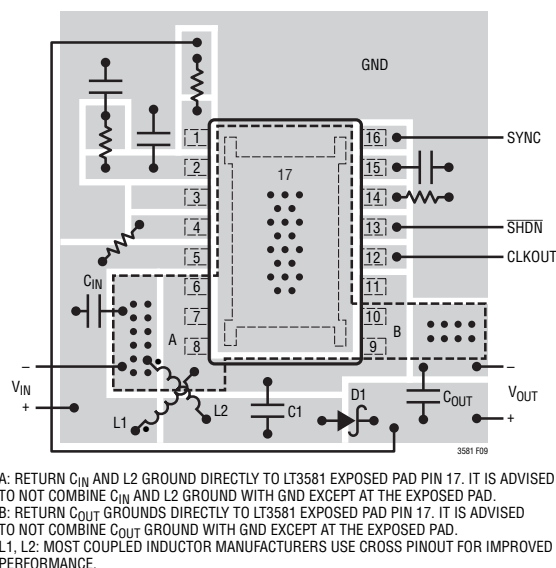 GND
1
2
3
4
5
6
7
8
17
16
15
14
13
12
11
10
9
SYNC
SHDN
CLKOUT
CIN
A
B
–
VIN
+
L1
L2
C1
D1
COUT
–
VOUT
+
3581 F09
A: RETURN CIN AND L2 GROUND DIRECTLY TO LT3581 EXPOSED PAD PIN 17. IT IS ADVISED
TO NOT COMBINE CIN AND L2 GROUND WITH GND EXCEPT AT THE EXPOSED PAD.
B: RETURN COUT GROUNDS DIRECTLY TO LT3581 EXPOSED PAD PIN 17. IT IS ADVISED
TO NOT COMBINE COUT GROUND WITH GND EXCEPT AT THE EXPOSED PAD.
L1, L2: MOST COUPLED INDUCTOR MANUFACTURERS USE CROSS PINOUT FOR IMPROVED
PERFORMANCE.